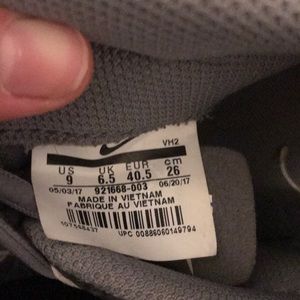 VH2
US UK EUR cm
9 6.5 40.5 26
05/03/17 921668-003 06/20/17
MADE IN VIETNAM
FABRIQUE AU VIETNAM
UPC 00886060149794